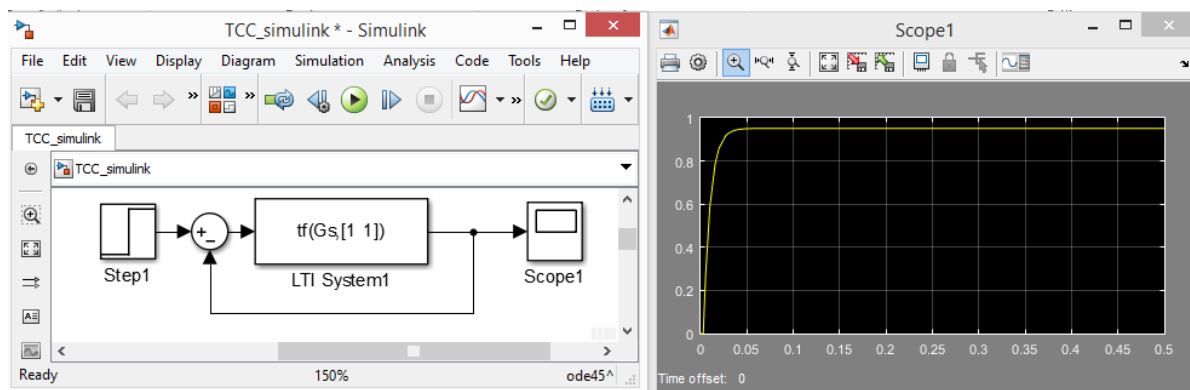 TCC_simulink * - Simulink
File Edit View Display Diagram Simulation Analysis Code Tools Help
TCC_simulink
TCC_simulink
+
−
tf(Gs,[1 1])
Step1
LTI System1
Scope1
Ready 150% ode45^
Scope1
1
0.8
0.6
0.4
0.2
0
0 0.05 0.1 0.15 0.2 0.25 0.3 0.35 0.4 0.45 0.5
Time offset: 0